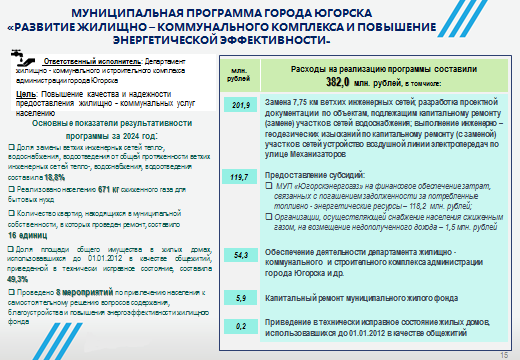 МУНИЦИПАЛЬНАЯ ПРОГРАММА ГОРОДА ЮГОРСКА
«РАЗВИТИЕ ЖИЛИЩНО – КОММУНАЛЬНОГО КОМПЛЕКСА И ПОВЫШЕНИЕ
ЭНЕРГЕТИЧЕСКОЙ ЭФФЕКТИВНОСТИ»
Ответственный исполнитель: Департамент
жилищно - коммунального и строительного комплекса
администрации города Югорска
Цель: Повышение качества и надежности
предоставления жилищно - коммунальных услуг
населению
Основные показатели результативности
программы за 2024 год:
Доля замены ветхих инженерных сетей тепло-,
водоснабжения, водоотведения от общей протяженности ветхих
инженерных сетей тепло-, водоснабжения, водоотведения
составила 18,8%
Реализовано населению 671 кг сжиженного газа для
бытовых нужд
Количество квартир, находящихся в муниципальной
собственности, в которых проведен ремонт, составило
16 единиц
Доля площади общего имущества в жилых домах,
использовавшихся до 01.01.2012 в качестве общежитий,
приведенной в технически исправное состояние, составила
49,3%
Проведено 8 мероприятий по привлечению населения к
самостоятельному решению вопросов содержания,
благоустройства и повышения энергоэффективности жилищного
фонда
млн.
рублей
Расходы на реализацию программы составили
382,0 млн. рублей, в том числе:
201,9
Замена 7,75 км ветхих инженерных сетей; разработка проектной
документации по объектам, подлежащим капитальному ремонту
(замене) участков сетей водоснабжения; выполнение инженерно –
геодезических изысканий по капитальному ремонту (с заменой)
участков сетей устройство воздушной линии электропередач по
улице Механизаторов
119,7
Предоставление субсидий:
МУП «Югорскэнергогаз» на финансовое обеспечение затрат,
связанных с погашением задолженности за потребленные
топливно - энергетические ресурсы – 118,2 млн. рублей;
Организации, осуществляющей снабжение населения сжиженным
газом, на возмещение недополученного дохода – 1,5 млн. рублей
54,3
Обеспечение деятельности департамента жилищно -
коммунального и строительного комплекса администрации
города Югорска и др.
5,9
Капитальный ремонт муниципального жилого фонда
0,2
Приведение в технически исправное состояние жилых домов,
использовавшихся до 01.01.2012 в качестве общежитий
15